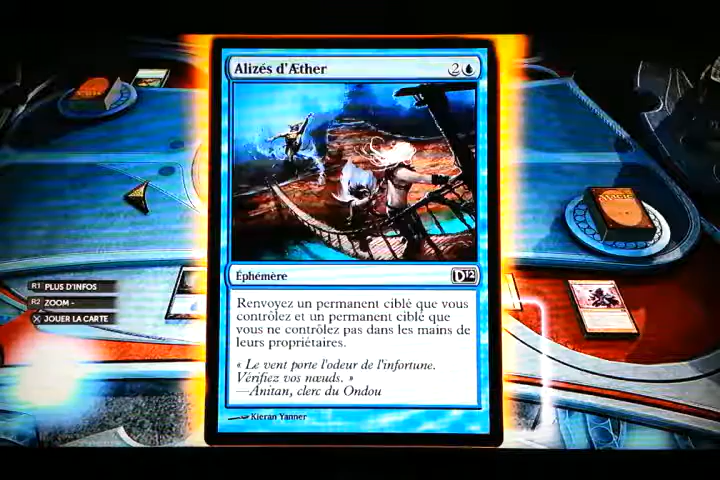 Alizés d'Æther
2
Éphémère
D12
Renvoyez un permanent ciblé que vous
contrôlez et un permanent ciblé que
vous ne contrôlez pas dans les mains de
leurs propriétaires.
« Le vent porte l'odeur de l'infortune.
Vérifiez vos nœuds. »
—Anitan, clerc du Ondou
Kieran Yanner
R1 PLUS D'INFOS
R2 ZOOM -
X JOUER LA CARTE